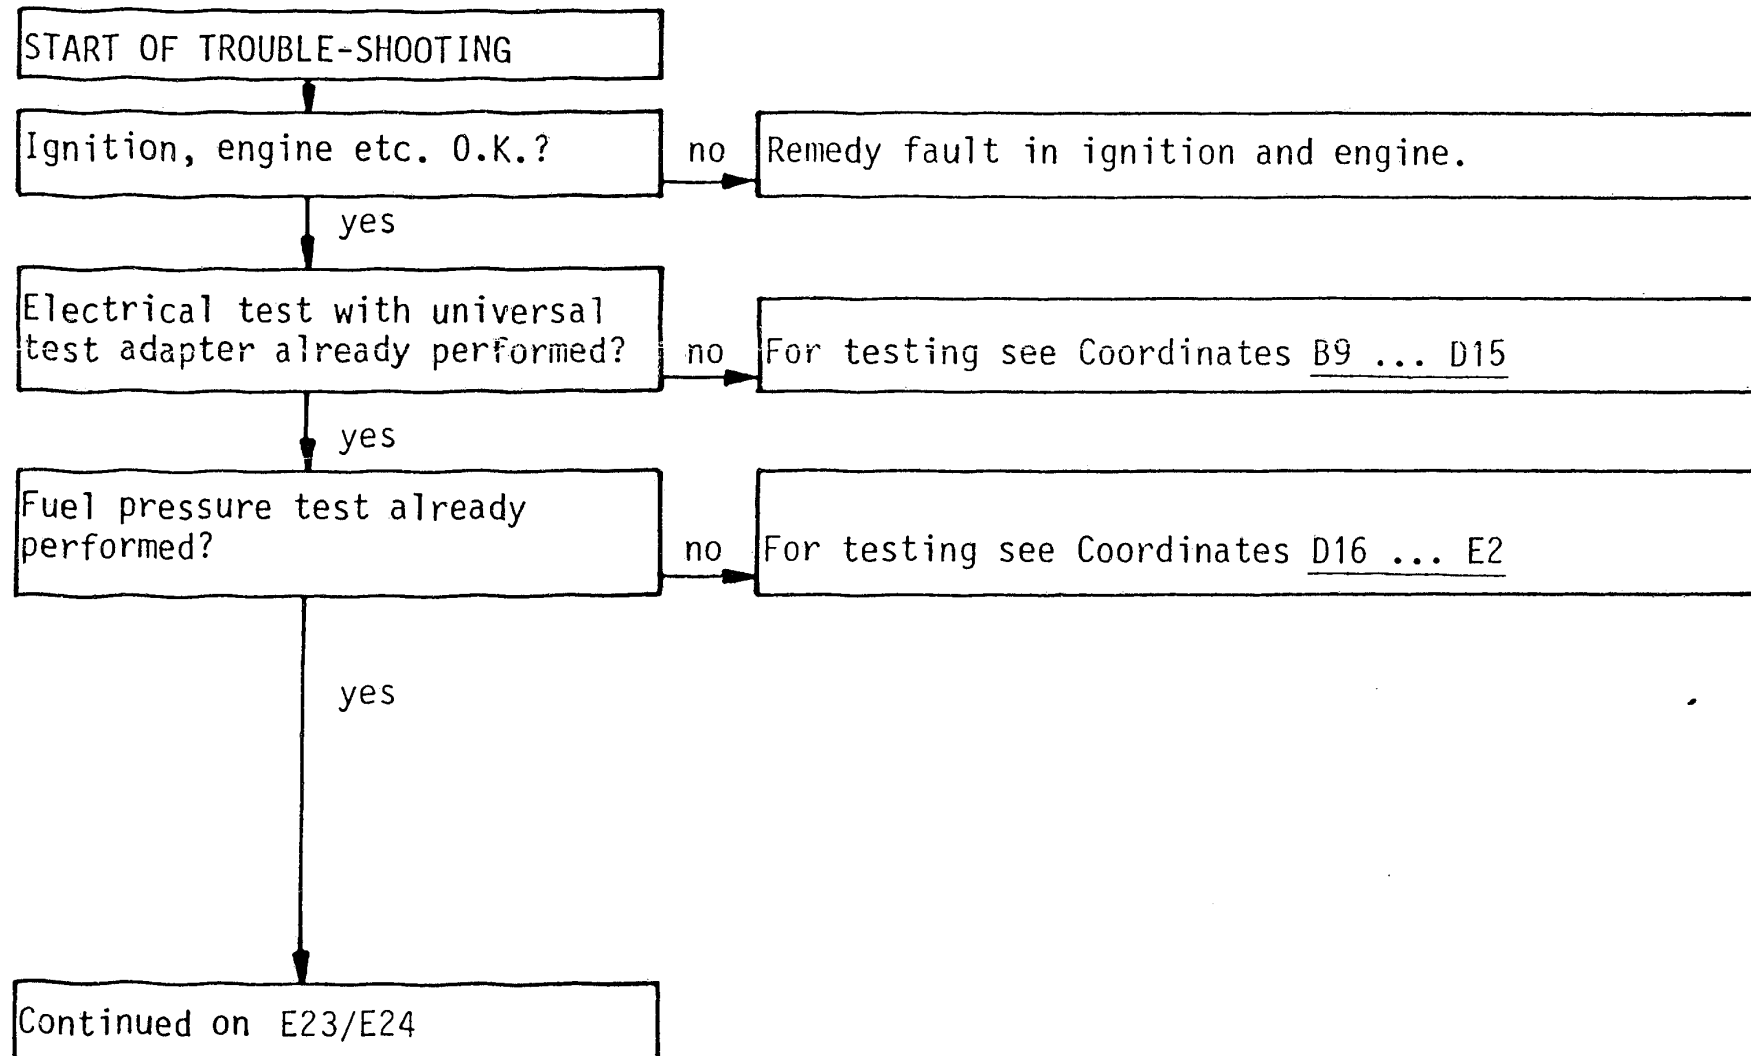 START OF TROUBLE-SHOOTING
Ignition, engine etc. O.K.?
no
Remedy fault in ignition and engine.
yes
Electrical test with universal
test adapter already performed?
no
For testing see Coordinates B9 ... D15
yes
Fuel pressure test already
performed?
no
For testing see Coordinates D16 ... E2
yes
Continued on E23/E24